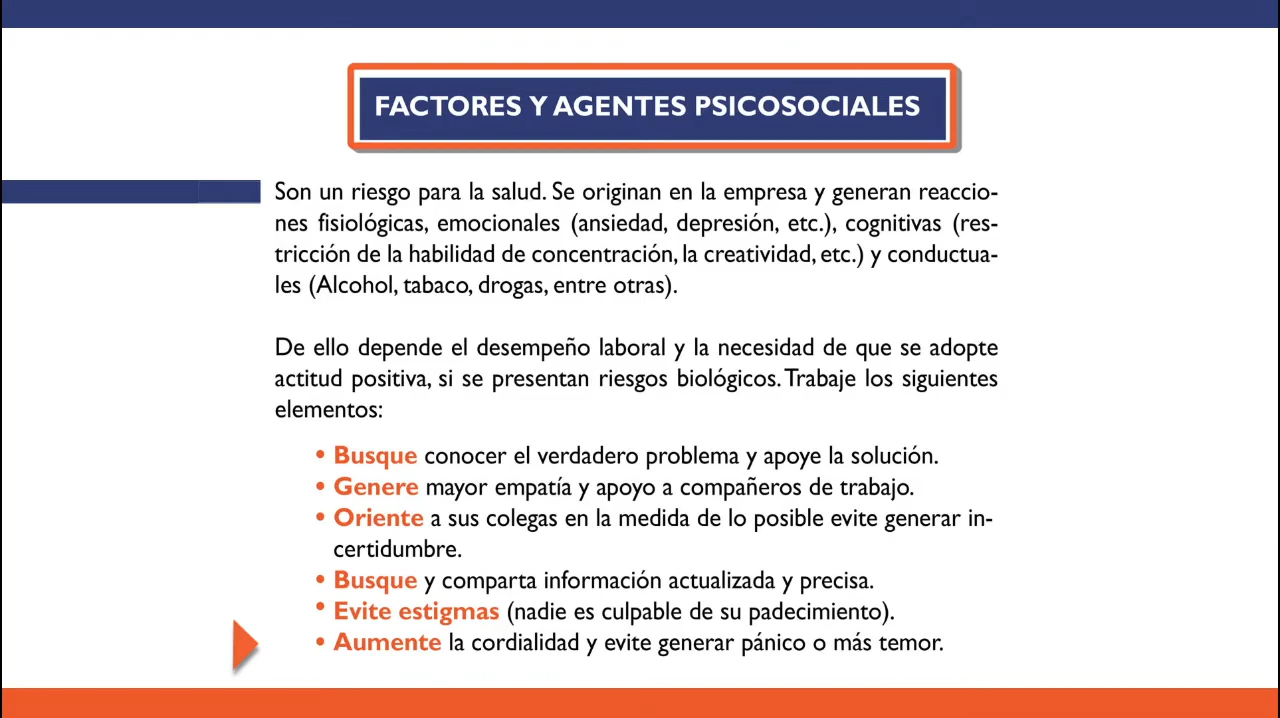 FACTORES Y AGENTES PSICOSOCIALES
Son un riesgo para la salud. Se originan en la empresa y generan reaccio-
nes fisiológicas, emocionales (ansiedad, depresión, etc.), cognitivas (res-
tricción de la habilidad de concentración, la creatividad, etc.) y conductua-
les (Alcohol, tabaco, drogas, entre otras).
De ello depende el desempeño laboral y la necesidad de que se adopte
actitud positiva, si se presentan riesgos biológicos. Trabaje los siguientes
elementos:
• Busque conocer el verdadero problema y apoye la solución.
• Genere mayor empatía y apoyo a compañeros de trabajo.
• Oriente a sus colegas en la medida de lo posible evite generar in-
certidumbre.
• Busque y comparta información actualizada y precisa.
• Evite estigmas (nadie es culpable de su padecimiento).
• Aumente la cordialidad y evite generar pánico o más temor.